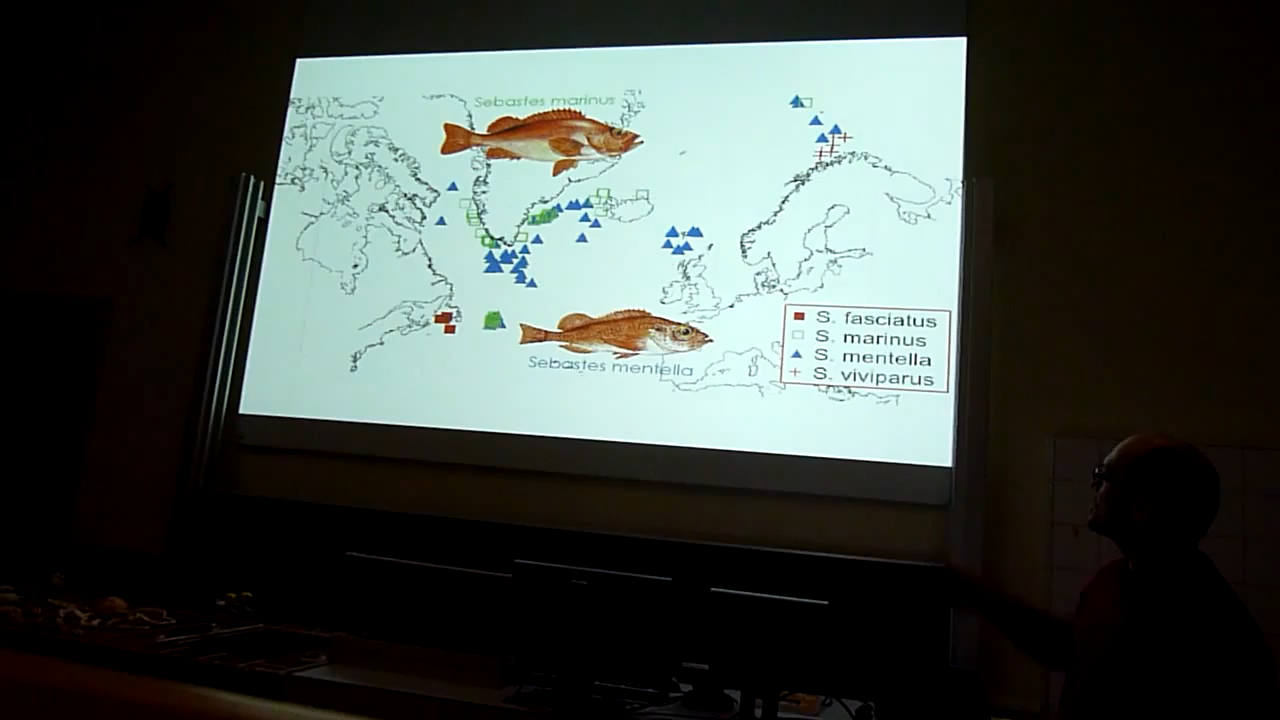 Sebastes marinus
Sebastes mentella
S. fasciatus
S. marinus
S. mentella
S. viviparus